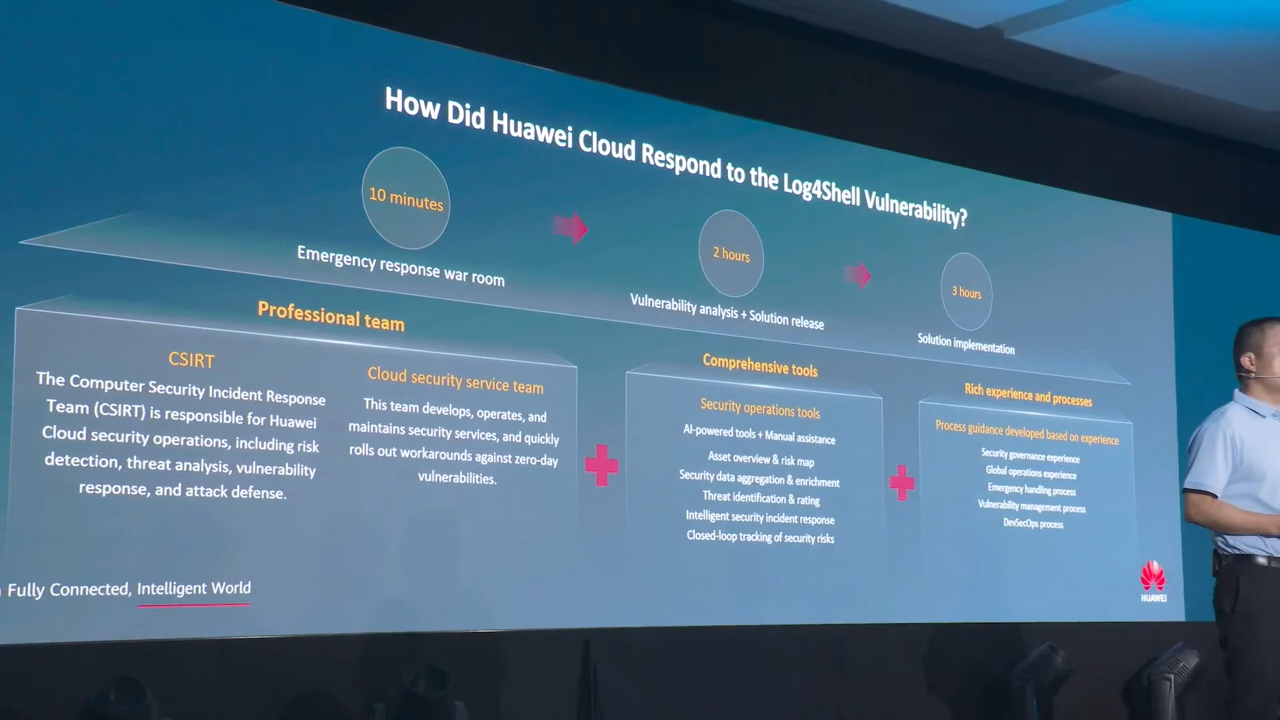 How Did Huawei Cloud Respond to the Log4Shell Vulnerability?
10 minutes
Emergency response war room
2 hours
Vulnerability analysis + Solution release
3 hours
Solution implementation
Professional team
CSIRT
The Computer Security Incident Response
Team (CSIRT) is responsible for Huawei
Cloud security operations, including risk
detection, threat analysis, vulnerability
response, and attack defense.
Cloud security service team
This team develops, operates, and
maintains security services, and quickly
rolls out workarounds against zero-day
vulnerabilities.
Comprehensive tools
Security operations tools
AI-powered tools + Manual assistance
Asset overview & risk map
Security data aggregation & enrichment
Threat identification & rating
Intelligent security incident response
Closed-loop tracking of security risks
Rich experience and processes
Process guidance developed based on experience
Security governance experience
Global operations experience
Emergency handling process
Vulnerability management process
DevSecOps process
Fully Connected, Intelligent World
HUAWEI